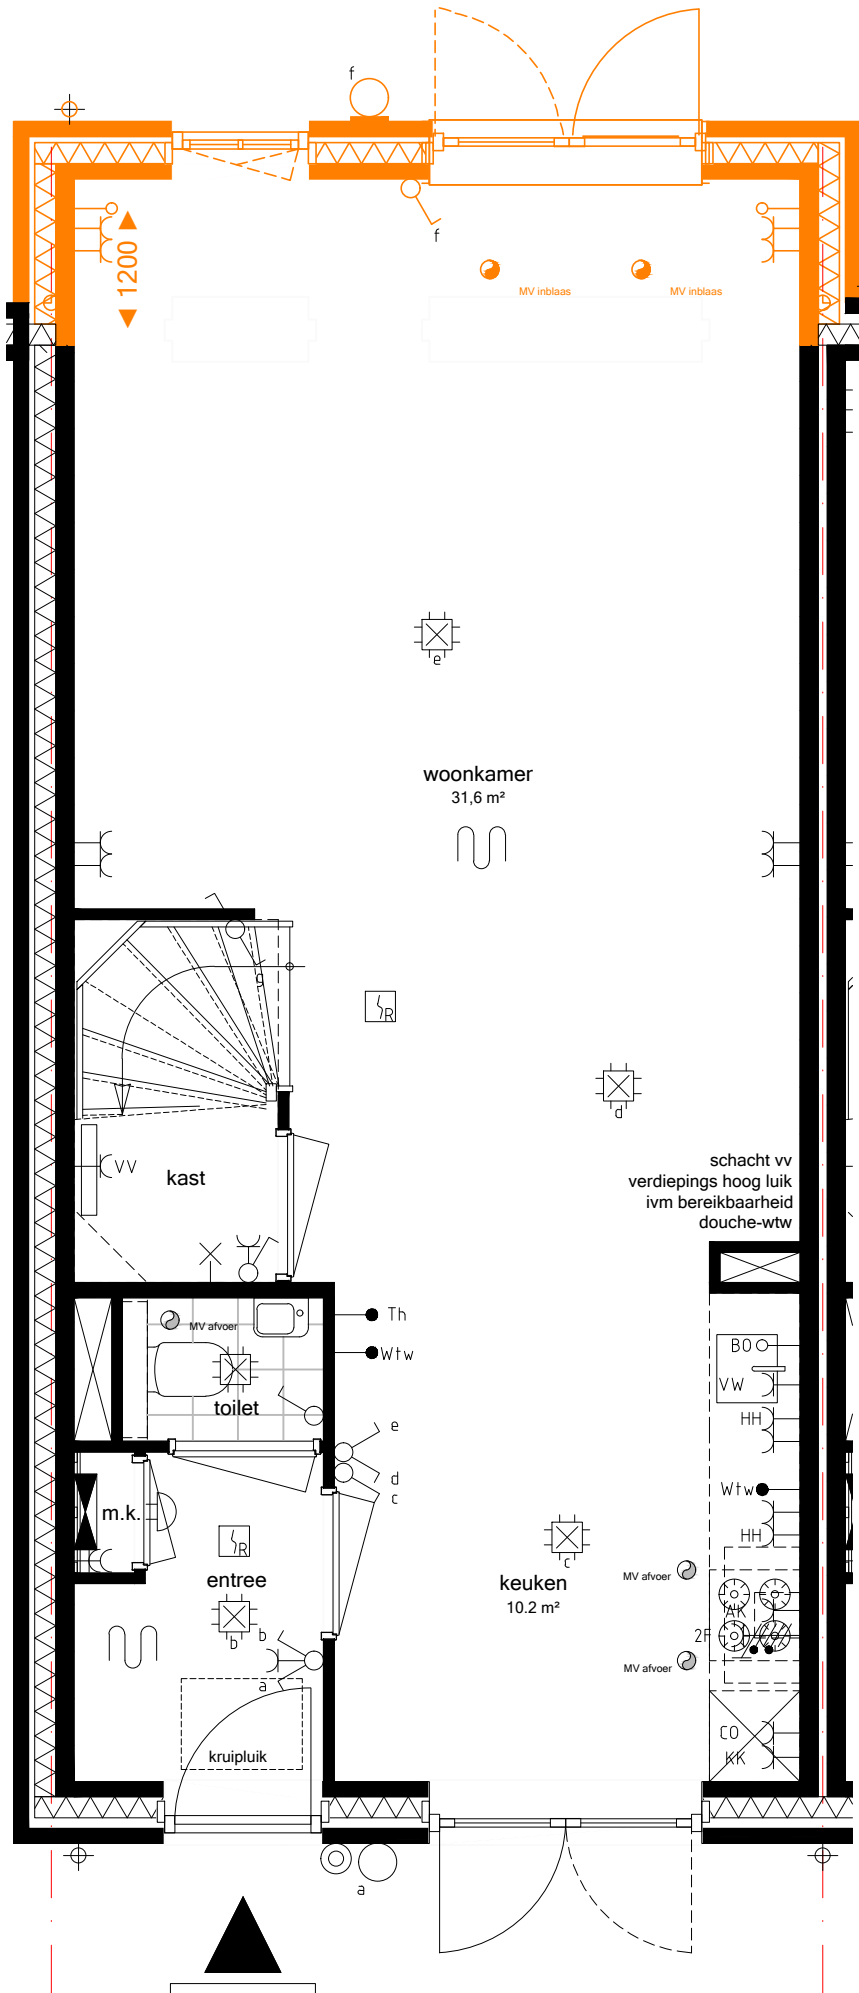 f
f
1200
MV inblaas
MV inblaas
e
woonkamer
31,6 m²
g
R
d
VV
kast
schacht vv
verdiepings hoog luik
ivm bereikbaarheid
douche-wtw
Th
MV afvoer
Wtw
BO
VW
toilet
HH
e
d
c
Wtw
m.k.
R
HH
c
entree
keuken
10.2 m²
MV afvoer
AK
b
b
2F
a
MV afvoer
kruipluik
CO
KK
a